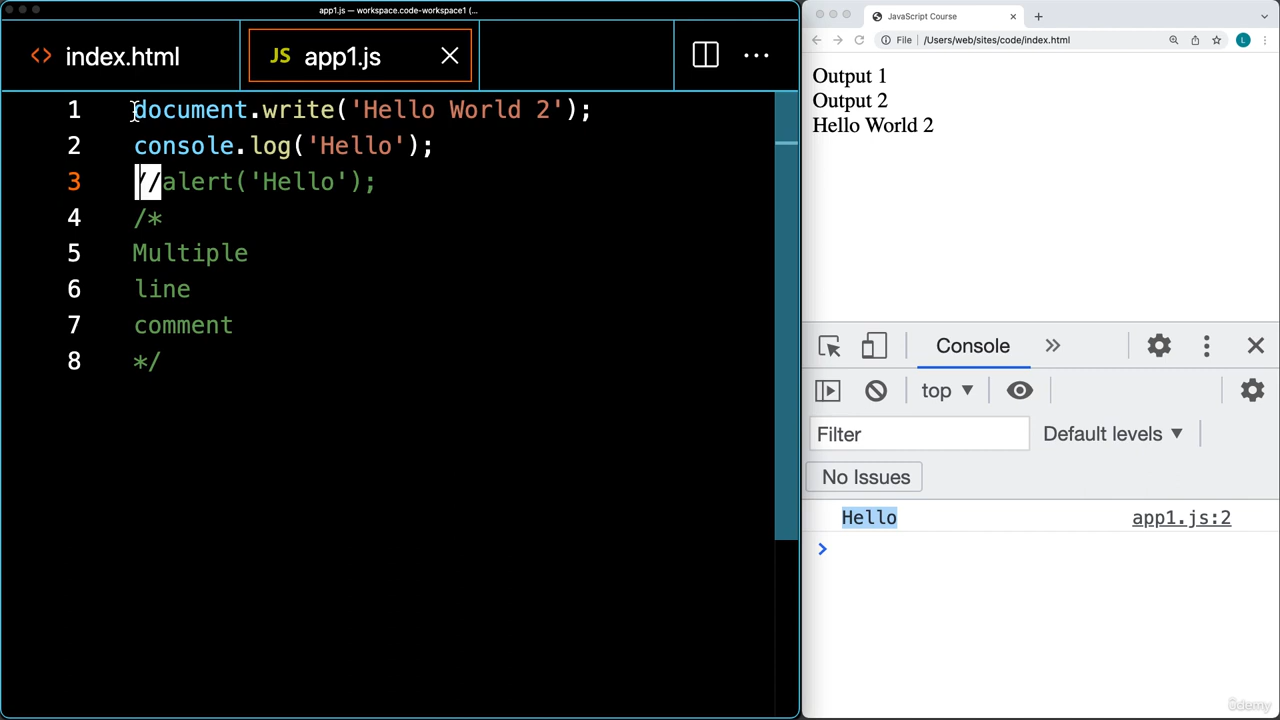 app1.js — workspace.code-workspace1 (...
index.html
JS app1.js
1 document.write('Hello World 2');
2 console.log('Hello');
3 //alert('Hello');
4 /*
5 Multiple
6 line
7 comment
8 */
JavaScript Course
File /Users/web/sites/code/index.html
L
Output 1
Output 2
Hello World 2
Console
top
Filter
Default levels
No Issues
Hello app1.js:2
ûdemy